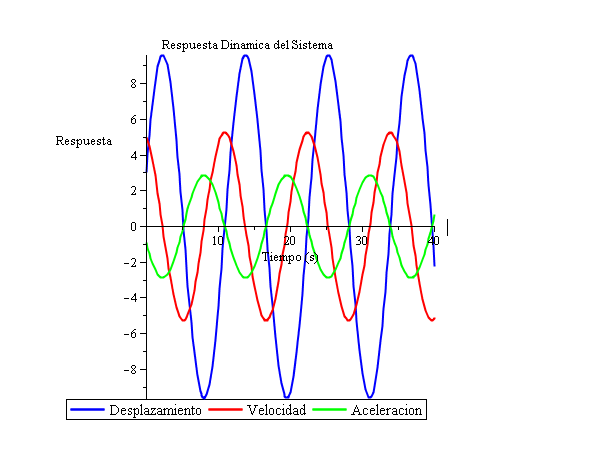 Respuesta Dinamica del Sistema
8
6
Respuesta
4
2
0
10 20 30 40
Tiempo (s)
−2
−4
−6
−8
Desplazamiento Velocidad Aceleracion